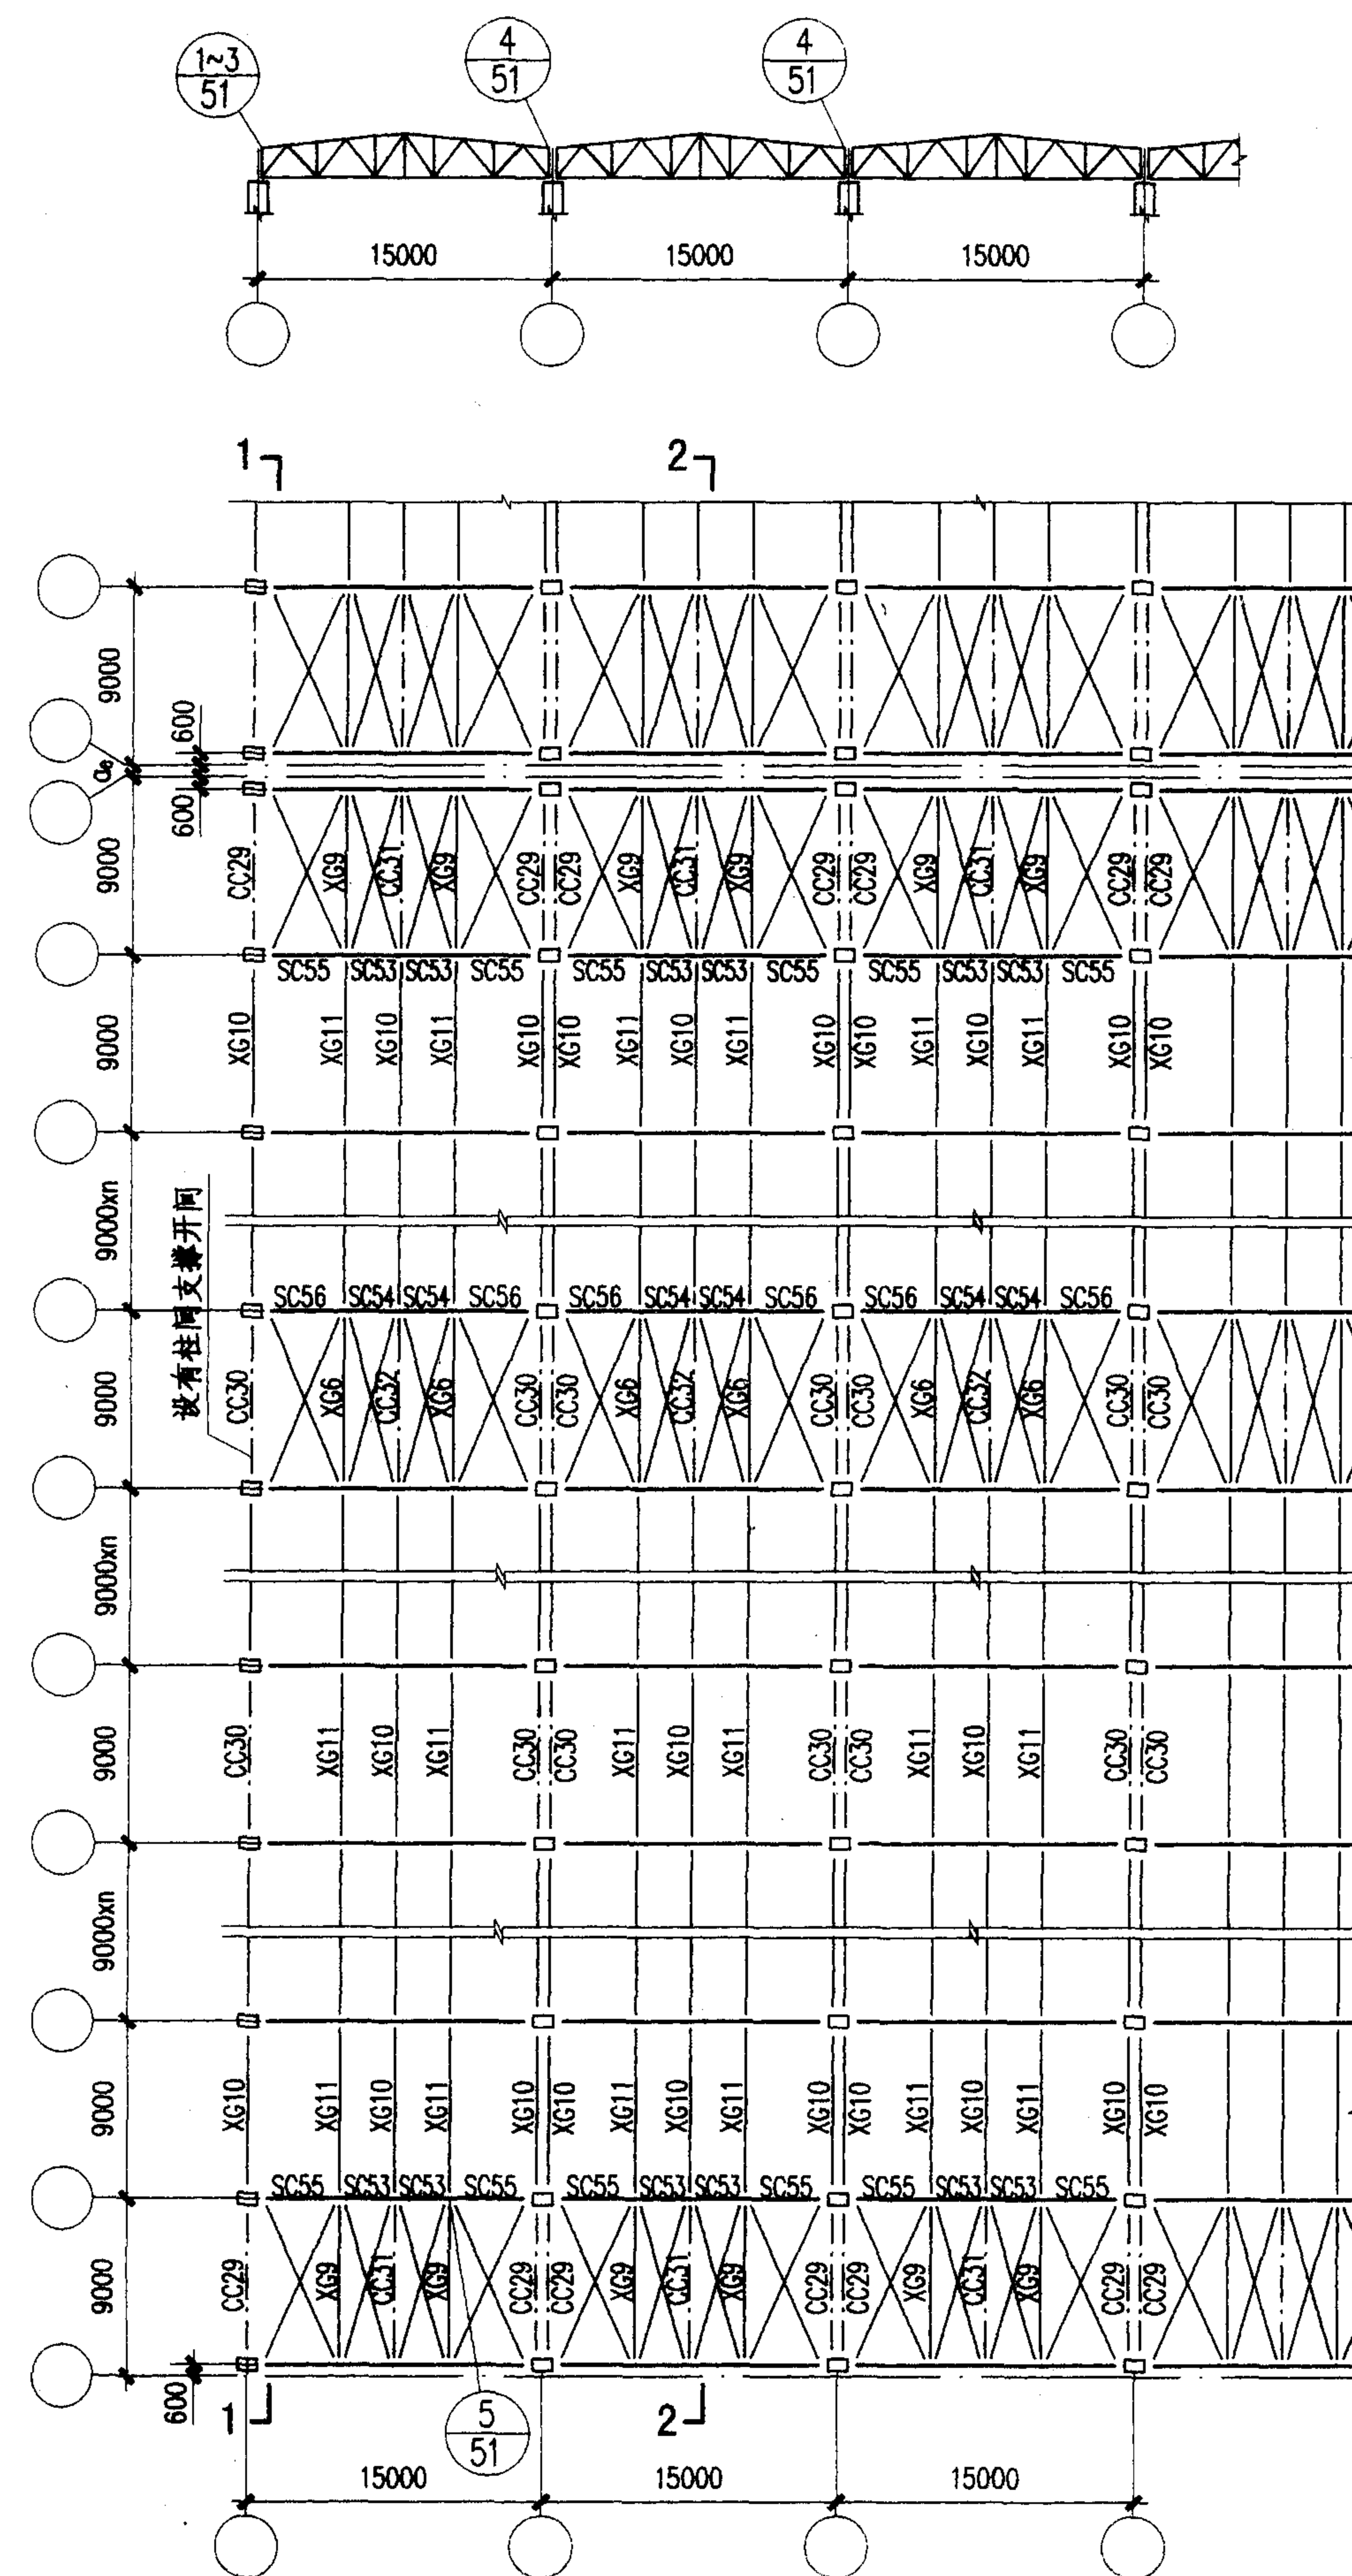 1~3
51
4
51
4
51
15000 15000 15000
1 2
9000
600
ae
600
9000
CC29 XG9 CC31 XG9 CC29 CC29 XG9 CC31 XG9 CC29 CC29 XG9 CC31 XG9 CC29 CC29
SC55 SC53 SC53 SC55 SC55 SC53 SC53 SC55 SC55 SC53 SC53 SC55
9000
XG10 XG11 XG10 XG11 XG10 XG10 XG11 XG10 XG11 XG10 XG10 XG11 XG10 XG11 XG10 XG10
9000xn
设有柱间支撑开间
SC56 SC54 SC54 SC56 SC56 SC54 SC54 SC56 SC56 SC54 SC54 SC56
9000
CC30 XG6 CC32 XG6 CC30 CC30 XG6 CC32 XG6 CC30 CC30 XG6 CC32 XG6 CC30 CC30
9000xn
9000
CC30 XG11 XG10 XG11 CC30 CC30 XG11 XG10 XG11 CC30 CC30 XG11 XG10 XG11 CC30 CC30
9000xn
9000
XG10 XG11 XG10 XG11 XG10 XG10 XG11 XG10 XG11 XG10 XG10 XG11 XG10 XG11 XG10 XG10
SC55 SC53 SC53 SC55 SC55 SC53 SC53 SC55 SC55 SC53 SC53 SC55
9000
CC29 XG9 CC31 XG9 CC29 CC29 XG9 CC31 XG9 CC29 CC29 XG9 CC31 XG9 CC29 CC29
600
1 2
5
51
15000 15000 15000